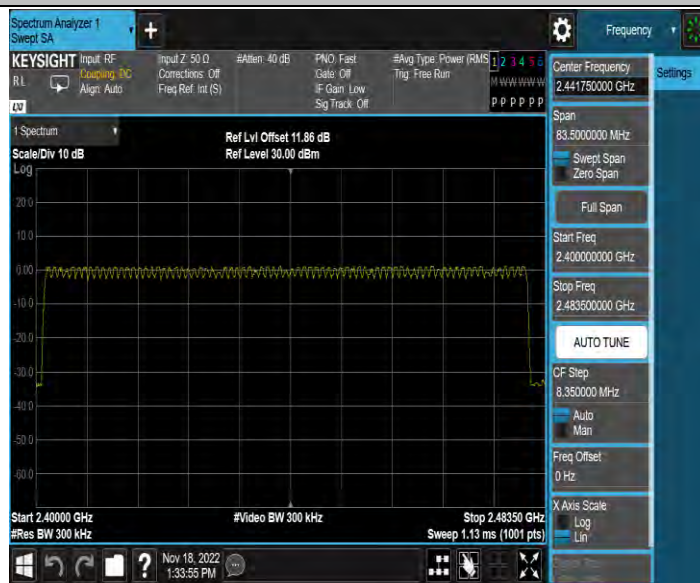 Spectrum Analyzer 1
Swept SA
+
Frequency
KEYSIGHT Input: RF Input Z: 50 Ω #Atten: 40 dB PNO: Fast #Avg Type: Power (RMS 1 2 3 4 5 6
RL Coupling: DC Corrections: Off Gate: Off Trig: Free Run M W W W W W
Align: Auto Freq Ref: Int (S) IF Gain: Low
Sig Track: Off P P P P P P
LXI
1 Spectrum
Ref Lvl Offset 11.86 dB
Scale/Div 10 dB Ref Level 30.00 dBm
Log
20.0
10.0
0.00
-10.0
-20.0
-30.0
-40.0
-50.0
-60.0
Start 2.40000 GHz #Video BW 300 kHz Stop 2.48350 GHz
#Res BW 300 kHz Sweep 1.13 ms (1001 pts)
Center Frequency
2.441750000 GHz
Settings
Span
83.5000000 MHz
Swept Span
Zero Span
Full Span
Start Freq
2.400000000 GHz
Stop Freq
2.483500000 GHz
AUTO TUNE
CF Step
8.350000 MHz
Auto
Man
Freq Offset
0 Hz
X Axis Scale
Log
Lin
?
Nov 18, 2022
1:33:55 PM